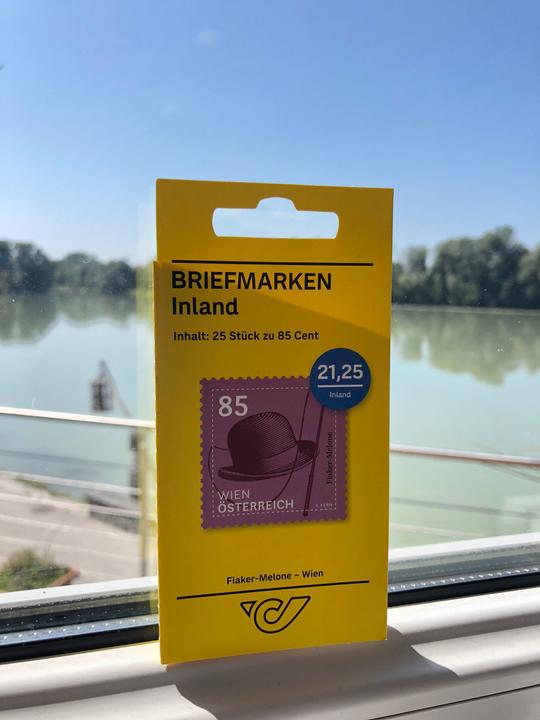 BRIEFMARKEN
Inland
Inhalt: 25 Stück zu 85 Cent
21,25
Inland
85
Fiaker-Melone
WIEN
ÖSTERREICH
Fiaker-Melone – Wien